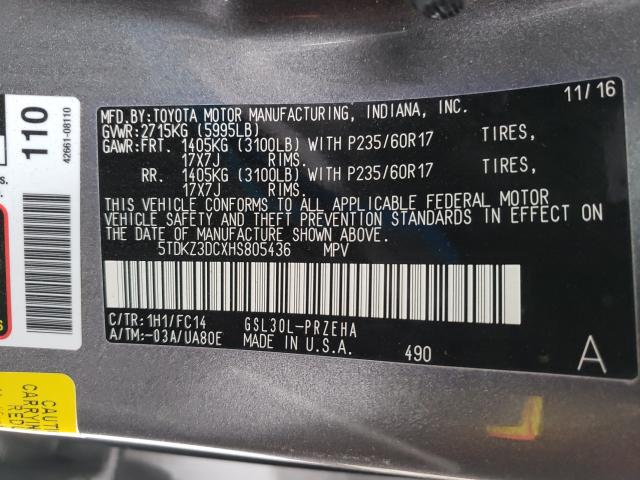 MFD.BY:TOYOTA MOTOR MANUFACTURING, INDIANA, INC. 11/16
GVWR:2715KG (5995LB)
GAWR:FRT. 1405KG (3100LB) WITH P235/60R17 TIRES,
17X7J RIMS.
RR. 1405KG (3100LB) WITH P235/60R17 TIRES,
17X7J RIMS.
THIS VEHICLE CONFORMS TO ALL APPLICABLE FEDERAL MOTOR
VEHICLE SAFETY AND THEFT PREVENTION STANDARDS IN EFFECT ON
THE DATE OF MANUFACTURE SHOWN ABOVE.
5TDKZ3DCXHS805436 MPV
C/TR:1H1/FC14 GSL30L-PRZEHA
A/TM:-03A/UA80E MADE IN U.S.A. 490 A
110
42661-08110
CAUT
CARRYIN
RED